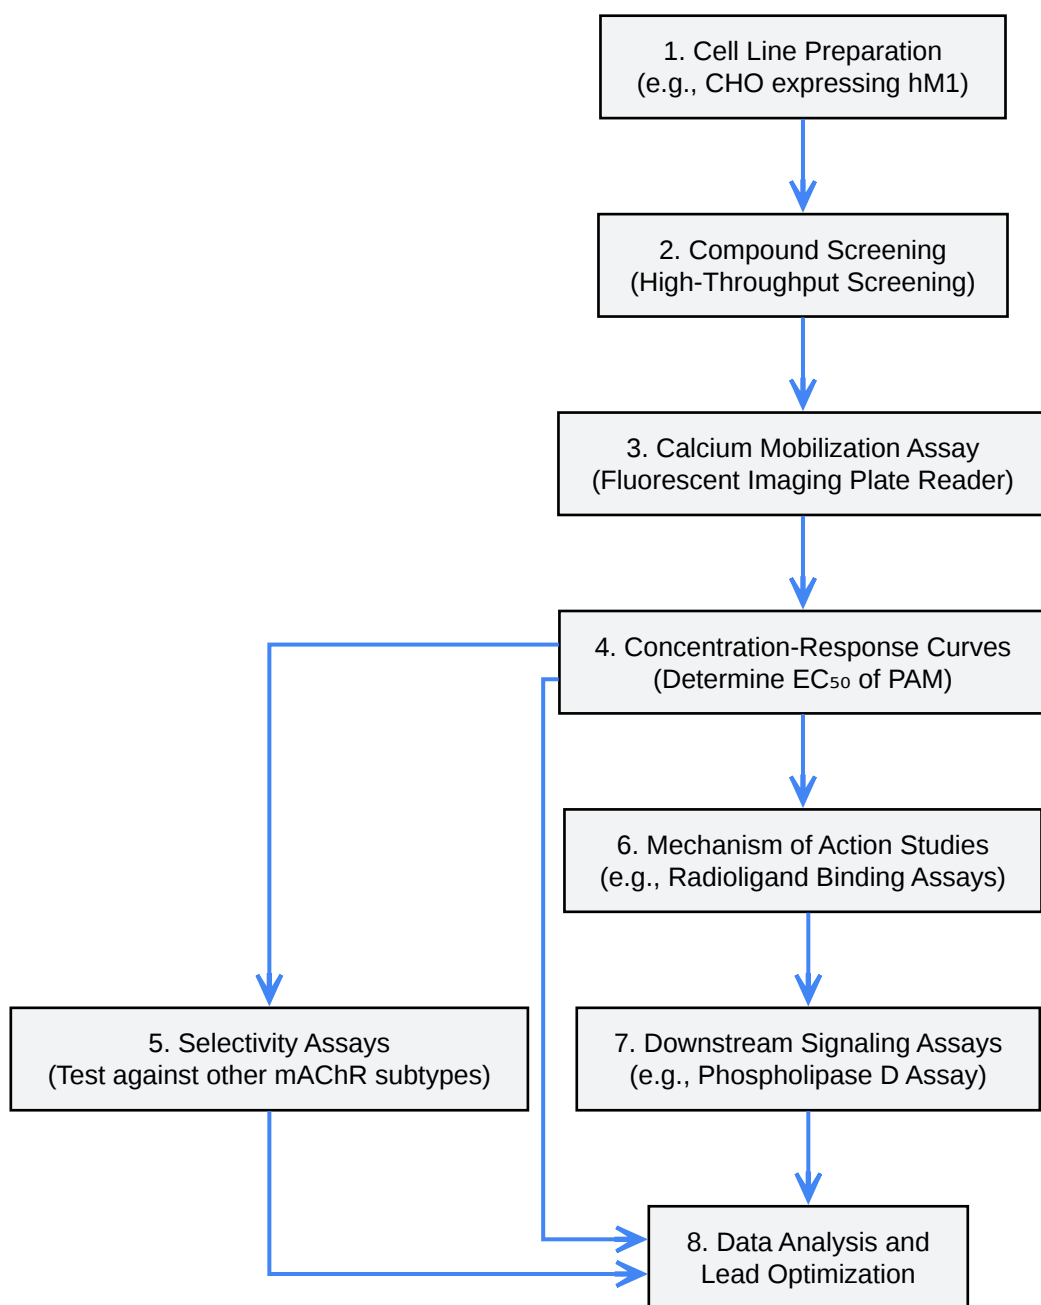 1. Cell Line Preparation
(e.g., CHO expressing hM1)
2. Compound Screening
(High-Throughput Screening)
3. Calcium Mobilization Assay
(Fluorescent Imaging Plate Reader)
4. Concentration-Response Curves
(Determine EC₅₀ of PAM)
6. Mechanism of Action Studies
(e.g., Radioligand Binding Assays)
5. Selectivity Assays
(Test against other mAChR subtypes)
7. Downstream Signaling Assays
(e.g., Phospholipase D Assay)
8. Data Analysis and
Lead Optimization